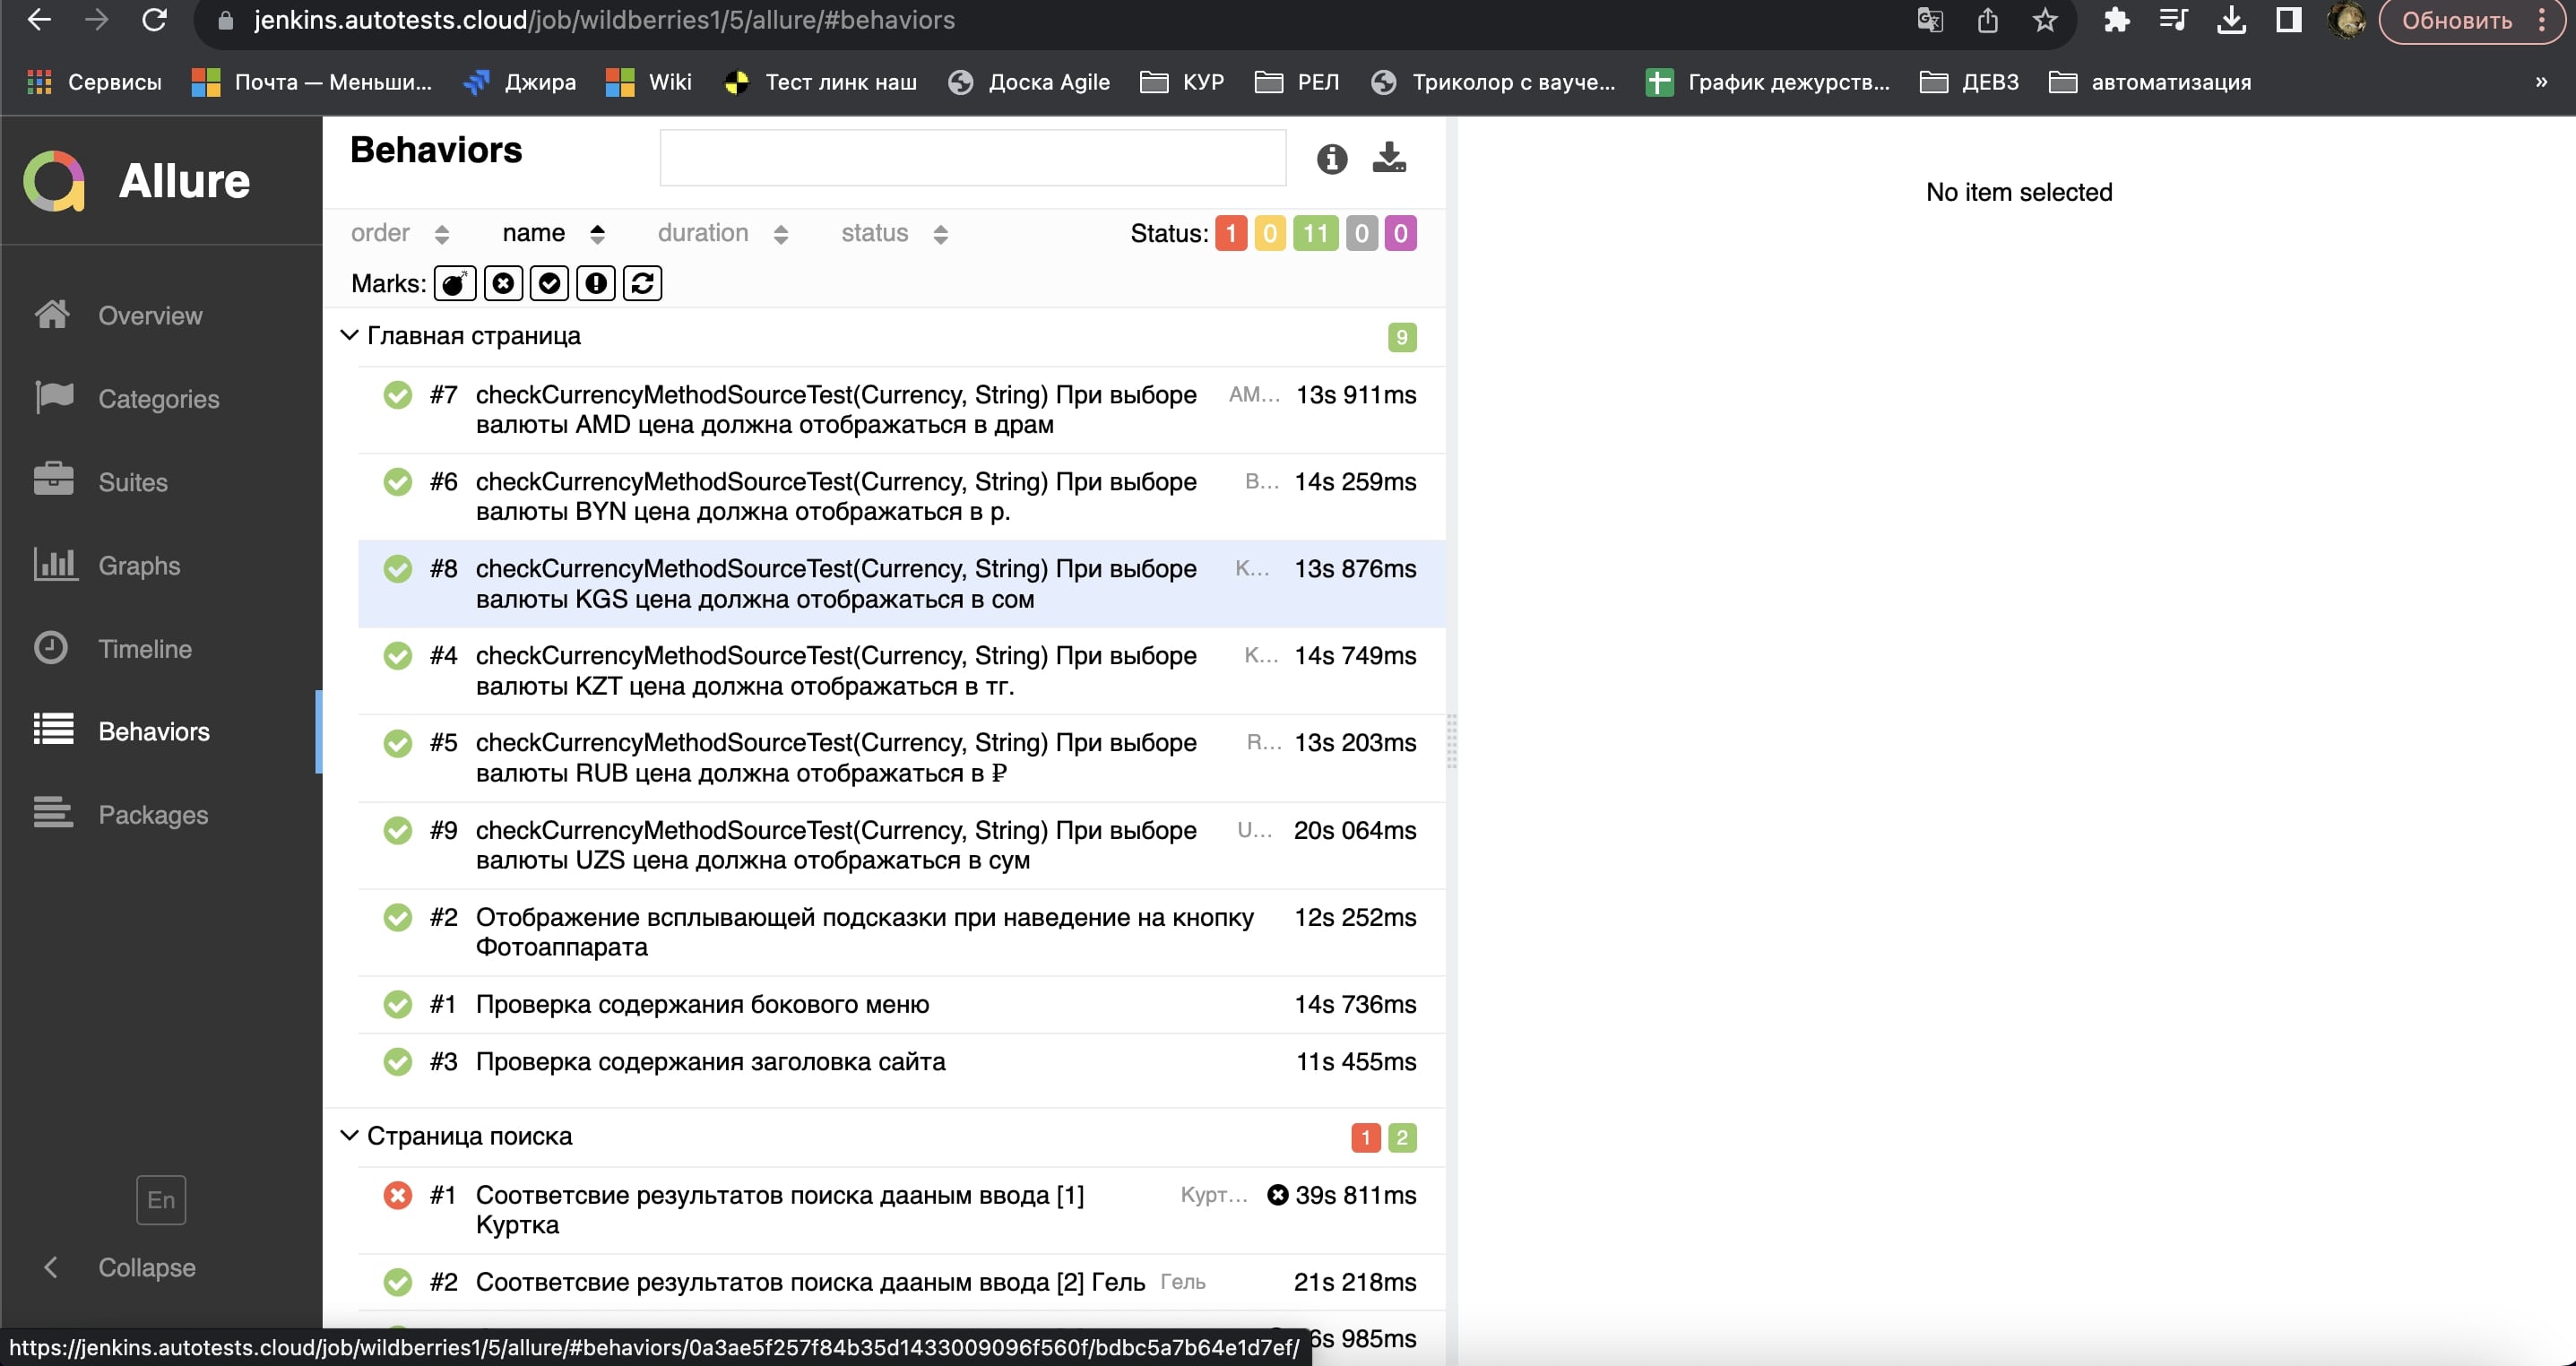 jenkins.autotests.cloud/job/wildberries1/5/allure/#behaviors
Обновить
Сервисы
Почта — Меньши...
Джира
Wiki
Тест линк наш
Доска Agile
КУР
РЕЛ
Триколор с вауче...
График дежурств...
ДЕВЗ
автоматизация
»
Allure
Overview
Categories
Suites
Graphs
Timeline
Behaviors
Packages
En
Collapse
Behaviors
order name duration status Status: 1 0 11 0 0
Marks:
Главная страница 9
#7 checkCurrencyMethodSourceTest(Currency, String) При выборе AM... 13s 911ms
валюты AMD цена должна отображаться в драм
#6 checkCurrencyMethodSourceTest(Currency, String) При выборе B... 14s 259ms
валюты BYN цена должна отображаться в р.
#8 checkCurrencyMethodSourceTest(Currency, String) При выборе K... 13s 876ms
валюты KGS цена должна отображаться в сом
#4 checkCurrencyMethodSourceTest(Currency, String) При выборе K... 14s 749ms
валюты KZT цена должна отображаться в тг.
#5 checkCurrencyMethodSourceTest(Currency, String) При выборе R... 13s 203ms
валюты RUB цена должна отображаться в ₽
#9 checkCurrencyMethodSourceTest(Currency, String) При выборе U... 20s 064ms
валюты UZS цена должна отображаться в сум
#2 Отображение всплывающей подсказки при наведение на кнопку 12s 252ms
Фотоаппарата
#1 Проверка содержания бокового меню 14s 736ms
#3 Проверка содержания заголовка сайта 11s 455ms
Страница поиска 1 2
#1 Соответсвие результатов поиска дааным ввода [1] Курт... 39s 811ms
Куртка
#2 Соответсвие результатов поиска дааным ввода [2] Гель Гель 21s 218ms
6s 985ms
No item selected
https://jenkins.autotests.cloud/job/wildberries1/5/allure/#behaviors/0a3ae5f257f84b35d1433009096f560f/bdbc5a7b64e1d7ef/